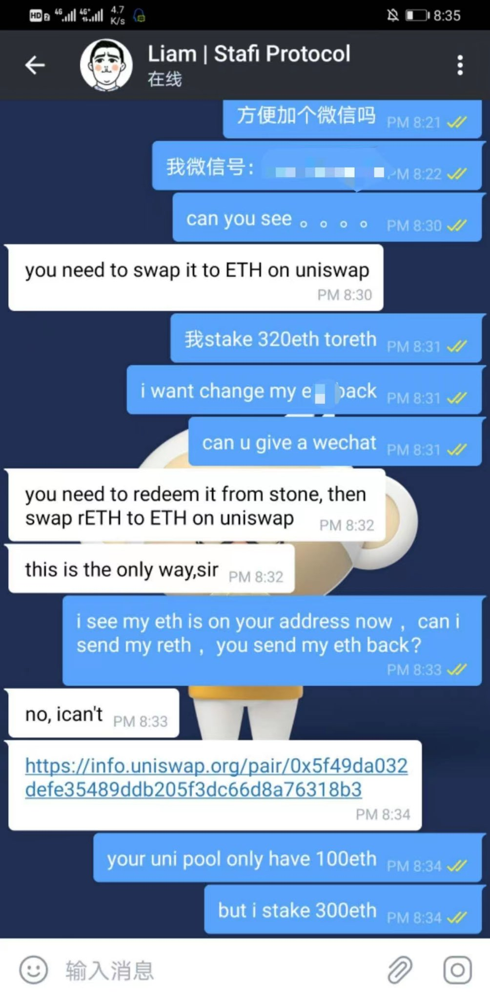 HD 2 4G 4G+ 4.7 K/s 8:35
Liam | Stafi Protocol
在线
方便加个微信吗 PM 8:21
我微信号： PM 8:22
can you see 。。。。 PM 8:30
you need to swap it to ETH on uniswap
PM 8:30
我stake 320eth toreth PM 8:31
i want change my e back PM 8:31
can u give a wechat PM 8:31
you need to redeem it from stone, then
swap rETH to ETH on uniswap PM 8:32
this is the only way,sir PM 8:32
i see my eth is on your address now ，can i
send my reth ，you send my eth back?
PM 8:33
no, ican't PM 8:33
https://info.uniswap.org/pair/0x5f49da032
defe35489ddb205f3dc66d8a76318b3
PM 8:34
your uni pool only have 100eth PM 8:34
but i stake 300eth PM 8:34
输入消息